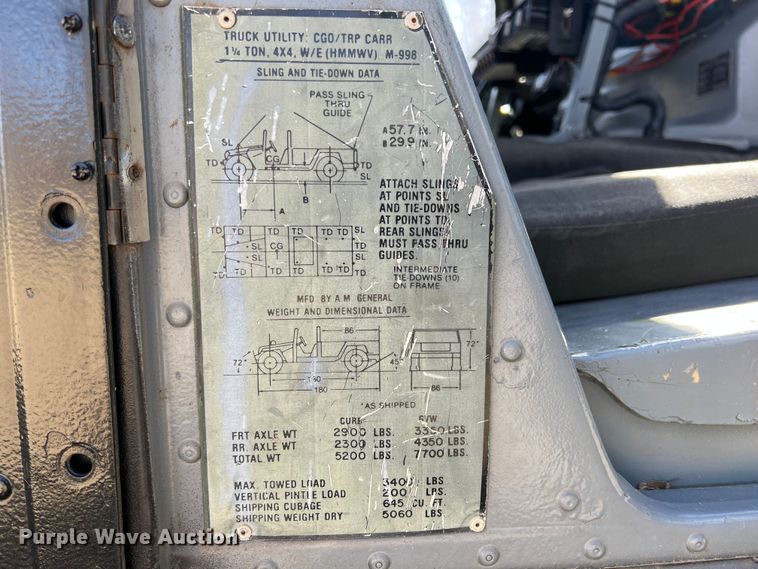 TRUCK UTILITY: CGO/TRP CARR
1¼ TON, 4X4, W/E (HMMWV) M-998
SLING AND TIE-DOWN DATA
PASS SLING
THRU
GUIDE
A 57.7 IN.
B 29.9 IN.
SL
SL
TD
CG
TD
TD
SL
B
A
ATTACH SLINGS
AT POINTS SL
AND TIE-DOWNS
AT POINTS TD.
REAR SLINGS
MUST PASS THRU
GUIDES.
INTERMEDIATE
TIE DOWNS (10)
ON FRAME
TD TD TD TD TD SL
SL CG TD
SL TD
TD TD TD TD SL
MFD BY A M GENERAL
WEIGHT AND DIMENSIONAL DATA
86
72°
45°
72"
130
180
86
*AS SHIPPED
CURB GVW
FRT AXLE WT 2900 LBS. 3350 LBS.
RR. AXLE WT 2300 LBS. 4350 LBS.
TOTAL WT 5200 LBS. 7700 LBS.
MAX. TOWED LOAD 3400 LBS
VERTICAL PINTLE LOAD 200 LBS.
SHIPPING CUBAGE 645 CU. FT.
SHIPPING WEIGHT DRY 5060 LBS.
Purple Wave Auction